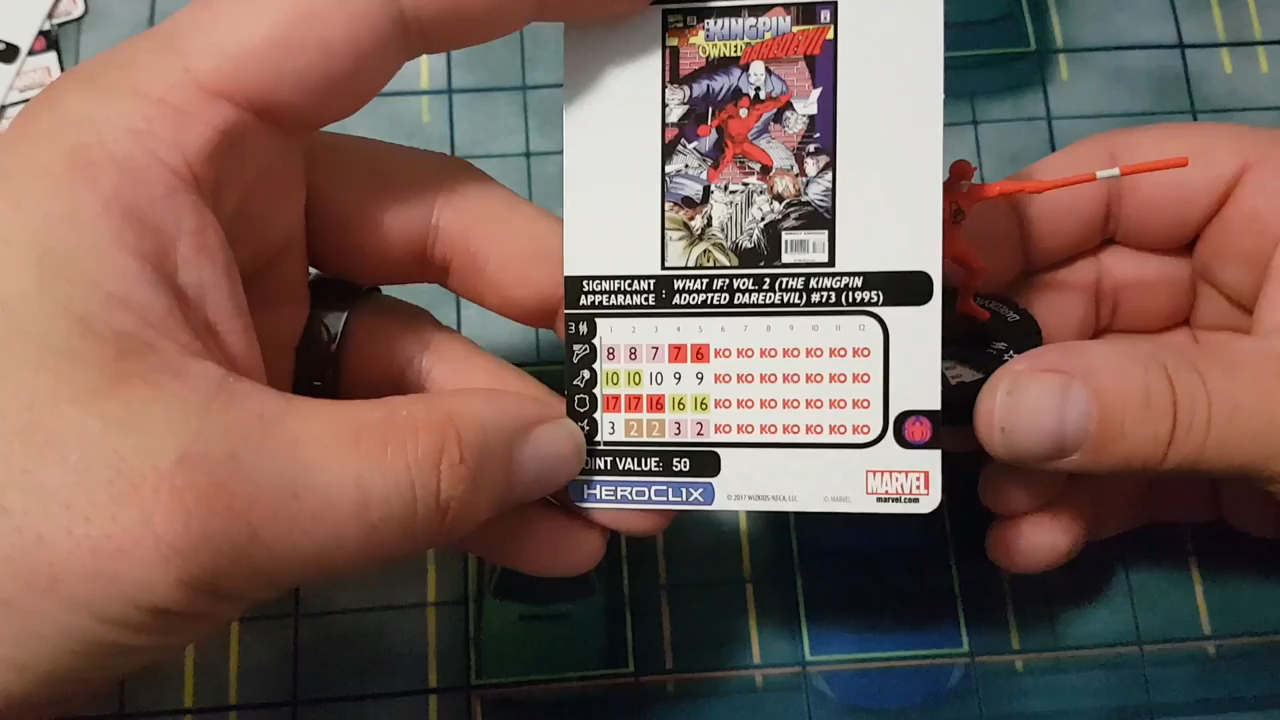 KINGPIN
OWNED DAREDEVIL
SIGNIFICANT APPEARANCE : WHAT IF? VOL. 2 (THE KINGPIN
ADOPTED DAREDEVIL) #73 (1995)
3 1 2 3 4 5 6 7 8 9 10 11 12
8 8 7 7 6 KO KO KO KO KO KO KO
10 10 10 9 9 KO KO KO KO KO KO KO
17 17 16 16 16 KO KO KO KO KO KO KO
3 2 2 3 2 KO KO KO KO KO KO KO
OINT VALUE: 50
HEROCLIX
© 2017 WIZKIDS/NECA, LLC.
© MARVEL
MARVEL
marvel.com
DAREDEVIL